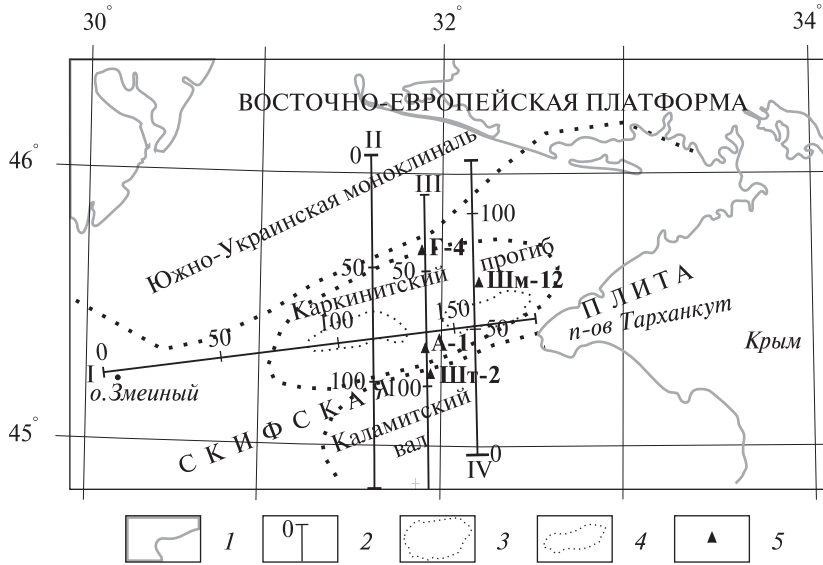 30°
32°
34°
ВОСТОЧНО-ЕВРОПЕЙСКАЯ ПЛАТФОРМА
46°
0
II
Южно-Украинская моноклиналь
III
100
Г-4
50
50
прогиб
Каркинитский
Шм-12
ПЛИТА
п-ов Тарханкут
150
100
50
50
0
А-1
Крым
I
о.Змеиный
100
100
Шт-2
СКИФСКАЯ
Каламитский
вал
45°
0
IV
0
1
2
3
4
5